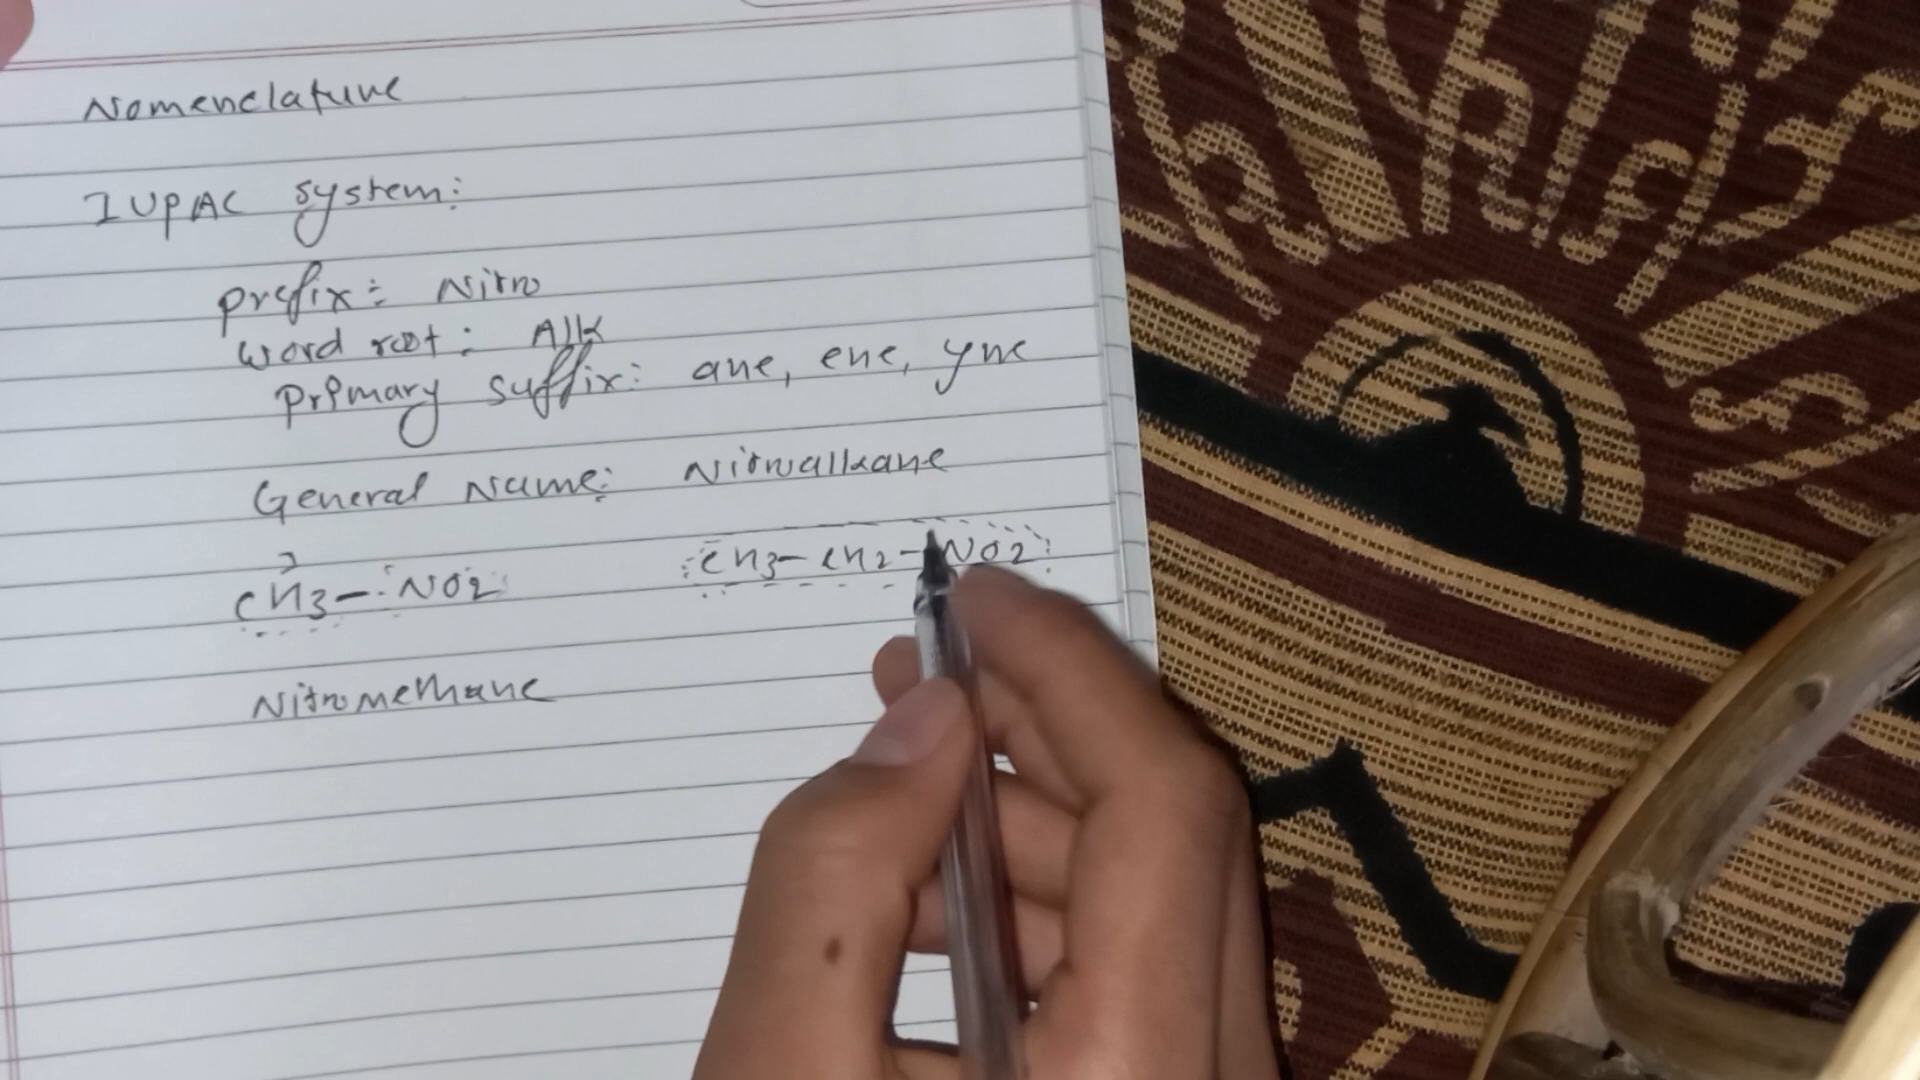 Nomenclature
IUPAC system:
prefix: Nitro
word root: Alk
Primary suffix: ane, ene, yne
General Name: Nitroalkane
CH3-NO2 CH3-CH2-NO2
Nitromethane